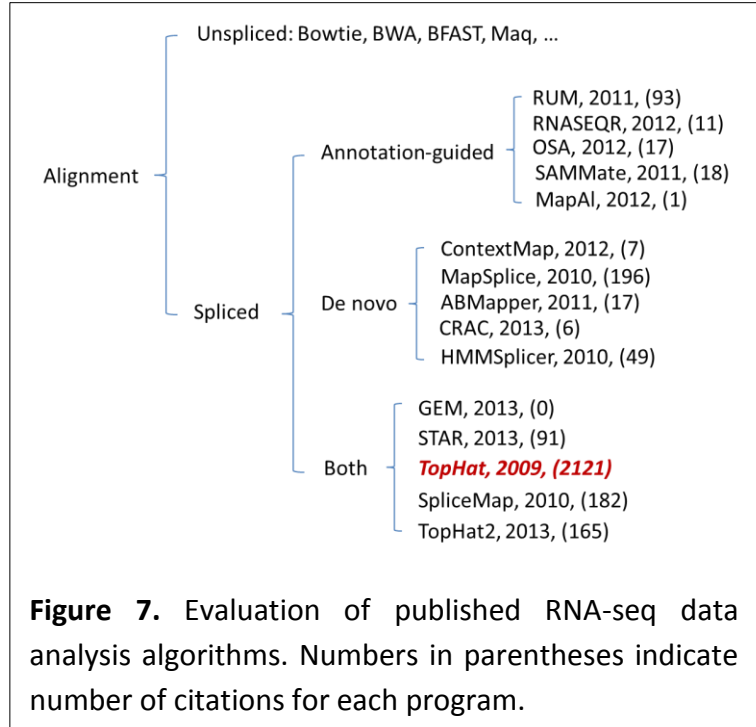 Unspliced: Bowtie, BWA, BFAST, Maq, ...
Alignment
Spliced
Annotation-guided
RUM, 2011, (93)
RNASEQR, 2012, (11)
OSA, 2012, (17)
SAMMate, 2011, (18)
MapAl, 2012, (1)
De novo
ContextMap, 2012, (7)
MapSplice, 2010, (196)
ABMapper, 2011, (17)
CRAC, 2013, (6)
HMMSplicer, 2010, (49)
Both
GEM, 2013, (0)
STAR, 2013, (91)
TopHat, 2009, (2121)
SpliceMap, 2010, (182)
TopHat2, 2013, (165)
Figure 7. Evaluation of published RNA-seq data
analysis algorithms. Numbers in parentheses indicate
number of citations for each program.